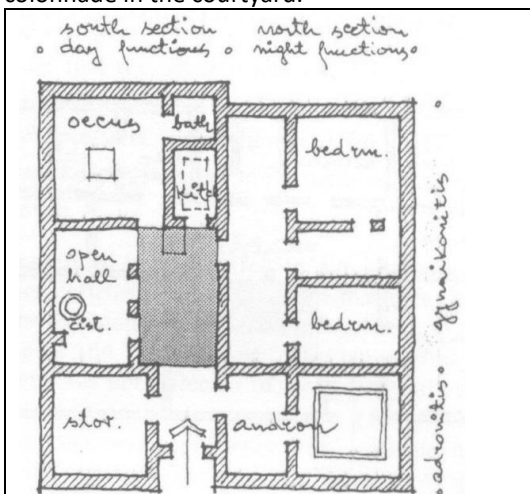 colonnade in the courtyard.
south section north section
day functions night functions
oecus
bath
bedrm.
kitch
open
hall
cist.
bedrm.
stor.
andron
gynaikonitis
adronitis